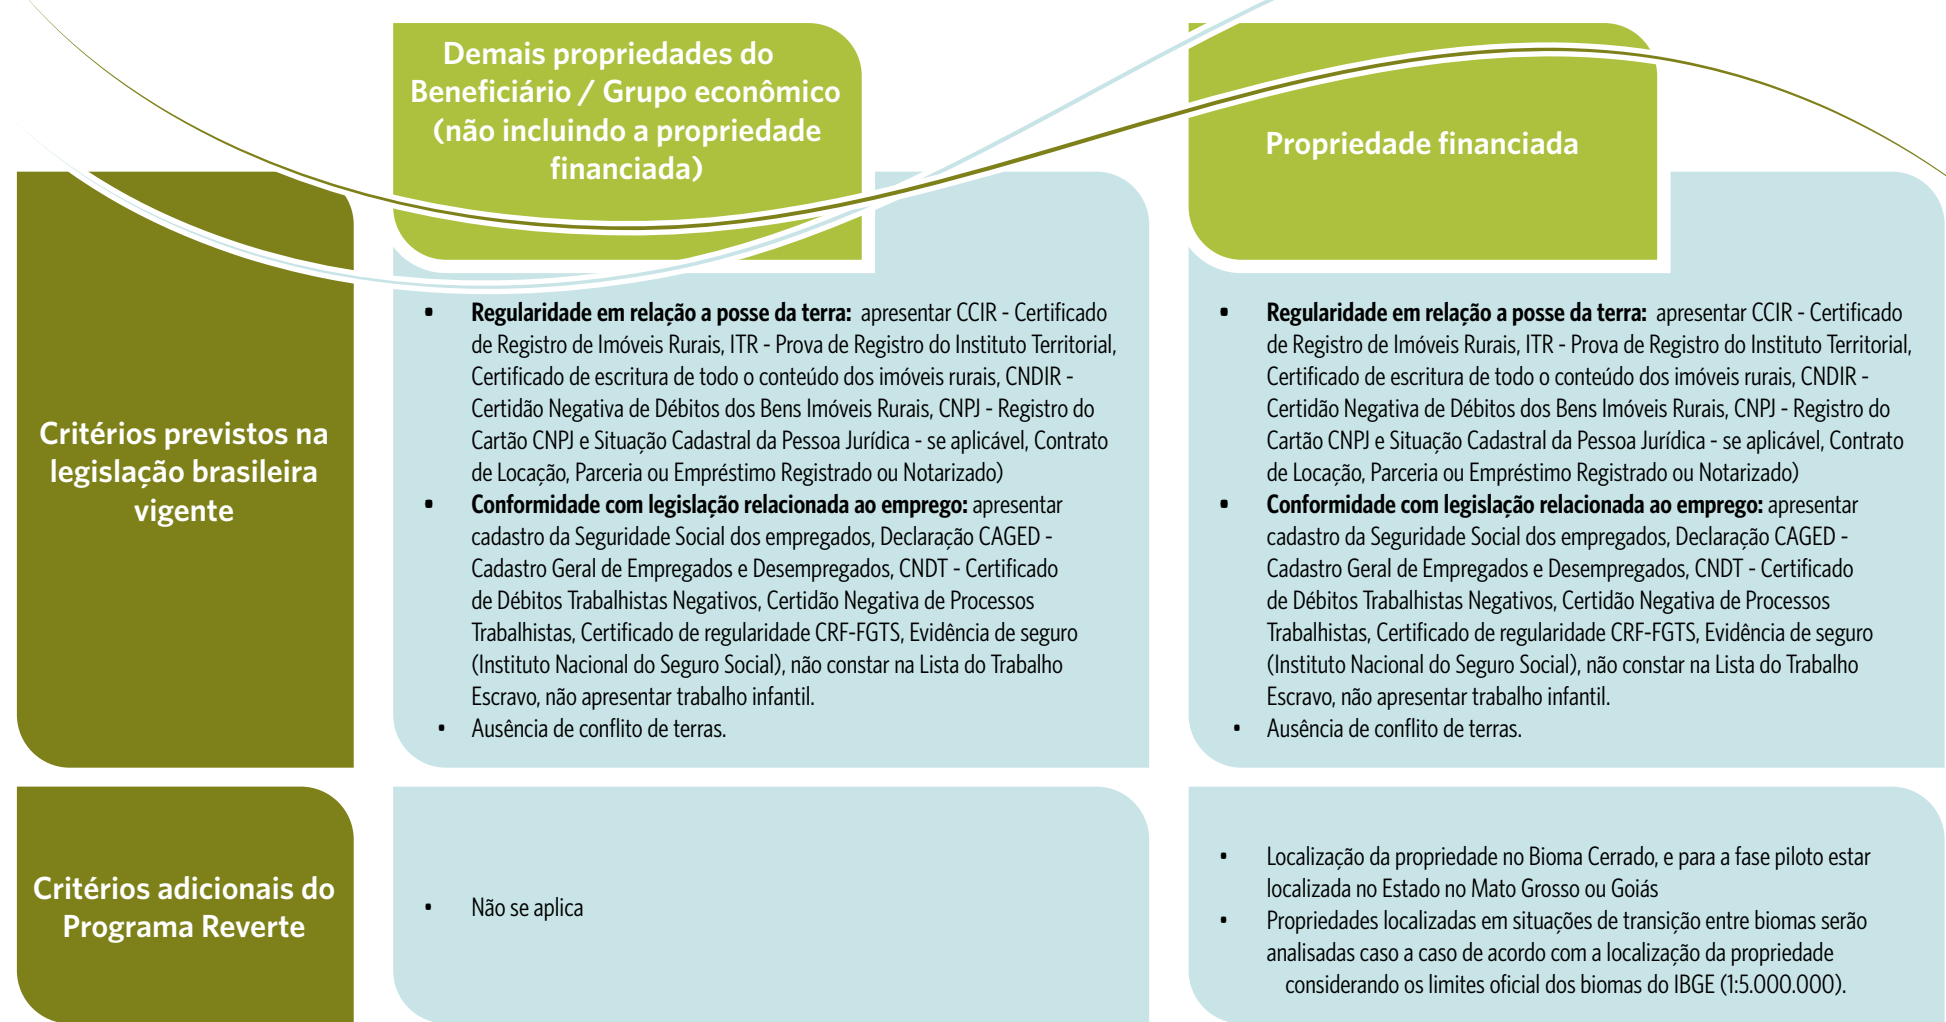 Demais propriedades do
Beneficiário / Grupo econômico
(não incluindo a propriedade
financiada)
Propriedade financiada
Critérios previstos na
legislação brasileira
vigente
• Regularidade em relação a posse da terra: apresentar CCIR - Certificado
de Registro de Imóveis Rurais, ITR - Prova de Registro do Instituto Territorial,
Certificado de escritura de todo o conteúdo dos imóveis rurais, CNDIR -
Certidão Negativa de Débitos dos Bens Imóveis Rurais, CNPJ - Registro do
Cartão CNPJ e Situação Cadastral da Pessoa Jurídica - se aplicável, Contrato
de Locação, Parceria ou Empréstimo Registrado ou Notarizado)
• Conformidade com legislação relacionada ao emprego: apresentar
cadastro da Seguridade Social dos empregados, Declaração CAGED -
Cadastro Geral de Empregados e Desempregados, CNDT - Certificado
de Débitos Trabalhistas Negativos, Certidão Negativa de Processos
Trabalhistas, Certificado de regularidade CRF-FGTS, Evidência de seguro
(Instituto Nacional do Seguro Social), não constar na Lista do Trabalho
Escravo, não apresentar trabalho infantil.
• Ausência de conflito de terras.
• Regularidade em relação a posse da terra: apresentar CCIR - Certificado
de Registro de Imóveis Rurais, ITR - Prova de Registro do Instituto Territorial,
Certificado de escritura de todo o conteúdo dos imóveis rurais, CNDIR -
Certidão Negativa de Débitos dos Bens Imóveis Rurais, CNPJ - Registro do
Cartão CNPJ e Situação Cadastral da Pessoa Jurídica - se aplicável, Contrato
de Locação, Parceria ou Empréstimo Registrado ou Notarizado)
• Conformidade com legislação relacionada ao emprego: apresentar
cadastro da Seguridade Social dos empregados, Declaração CAGED -
Cadastro Geral de Empregados e Desempregados, CNDT - Certificado
de Débitos Trabalhistas Negativos, Certidão Negativa de Processos
Trabalhistas, Certificado de regularidade CRF-FGTS, Evidência de seguro
(Instituto Nacional do Seguro Social), não constar na Lista do Trabalho
Escravo, não apresentar trabalho infantil.
• Ausência de conflito de terras.
Critérios adicionais do
Programa Reverte
• Não se aplica
• Localização da propriedade no Bioma Cerrado, e para a fase piloto estar
localizada no Estado no Mato Grosso ou Goiás
• Propriedades localizadas em situações de transição entre biomas serão
analisadas caso a caso de acordo com a localização da propriedade
considerando os limites oficial dos biomas do IBGE (1:5.000.000).